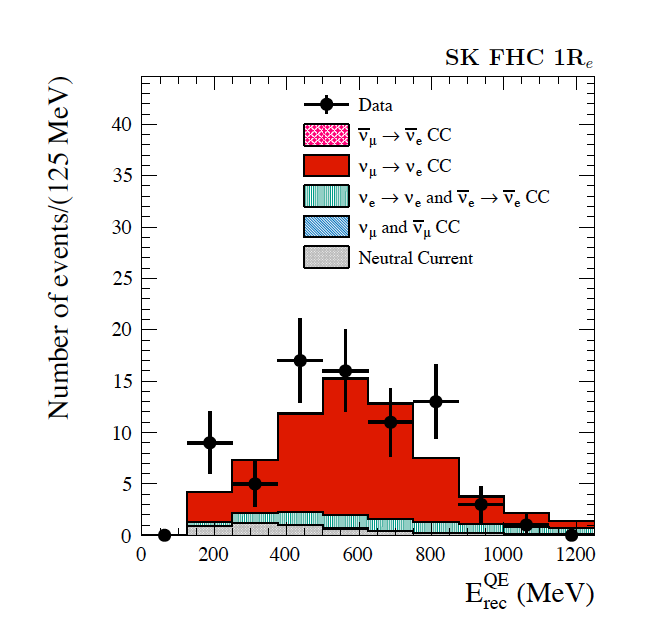 SK FHC 1Rₑ
Number of events/(125 MeV)
40
35
30
25
20
15
10
5
0
Data
ν̅μ → ν̅e CC
νμ → νe CC
νe → νe and ν̅e → ν̅e CC
νμ and ν̅μ CC
Neutral Current
0 200 400 600 800 1000 1200
E_rec^QE (MeV)